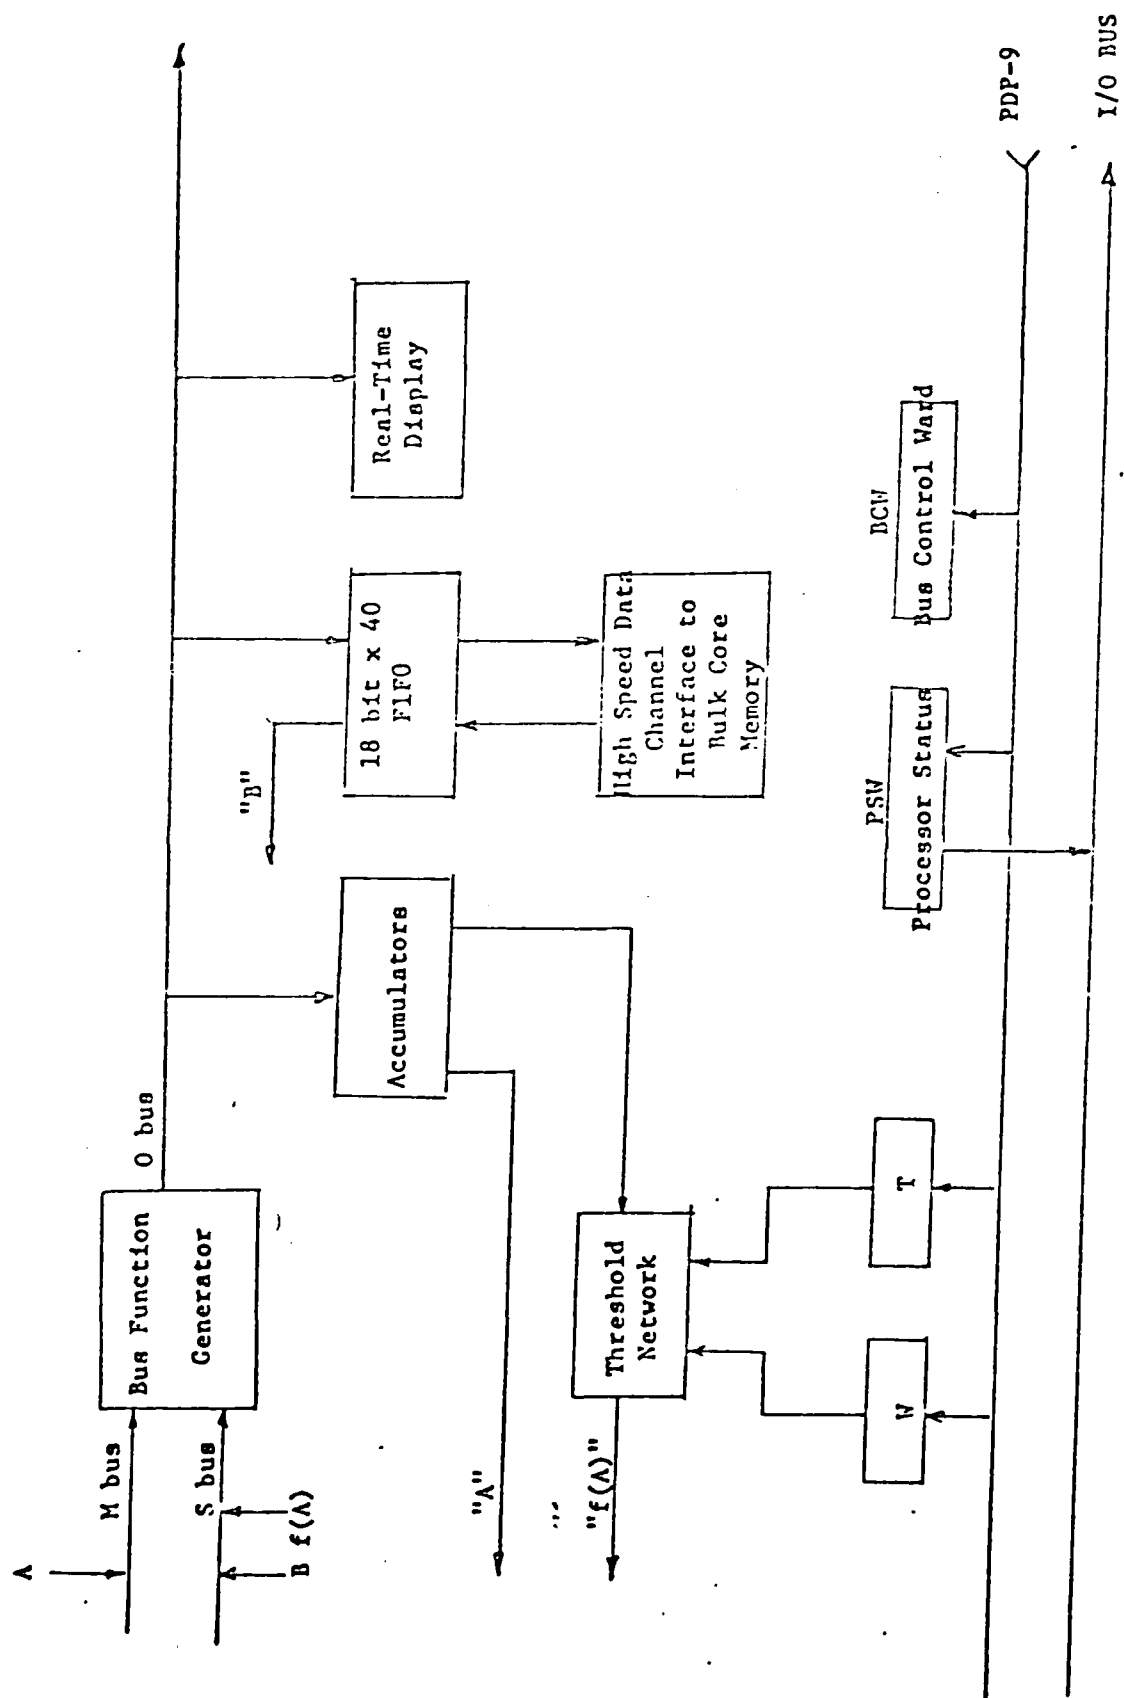 A
M bus
S bus
B f(A)
Bus Function
Generator
O bus
"A"
"f(A)"
Accumulators
"B"
18 bit x 40
FIFO
Real-Time
Display
Threshold
Network
High Speed Data
Channel
Interface to
Bulk Core
Memory
W
T
PSW
Processor Status
BCW
Bus Control Ward
PDP-9
I/O BUS